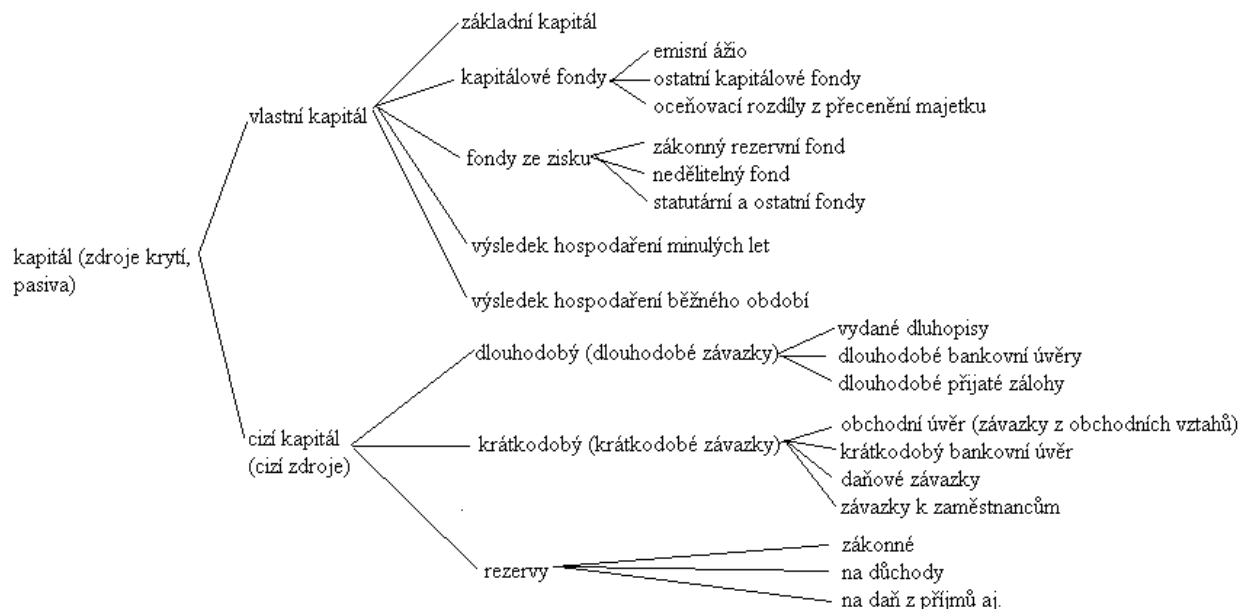 základní kapitál
emisní ážio
kapitálové fondy
ostatní kapitálové fondy
oceňovací rozdíly z přecenění majetku
vlastní kapitál
zákonný rezervní fond
fondy ze zisku
nedělitelný fond
statutární a ostatní fondy
výsledek hospodaření minulých let
kapitál (zdroje krytí,
pasiva)
výsledek hospodaření běžného období
vydané dluhopisy
dlouhodobý (dlouhodobé závazky)
dlouhodobé bankovní úvěry
dlouhodobé přijaté zálohy
obchodní úvěr (závazky z obchodních vztahů)
cizí kapitál
(cizí zdroje)
krátkodobý (krátkodobé závazky)
krátkodobý bankovní úvěr
daňové závazky
závazky k zaměstnancům
zákonné
rezervy
na důchody
na daň z příjmů aj.